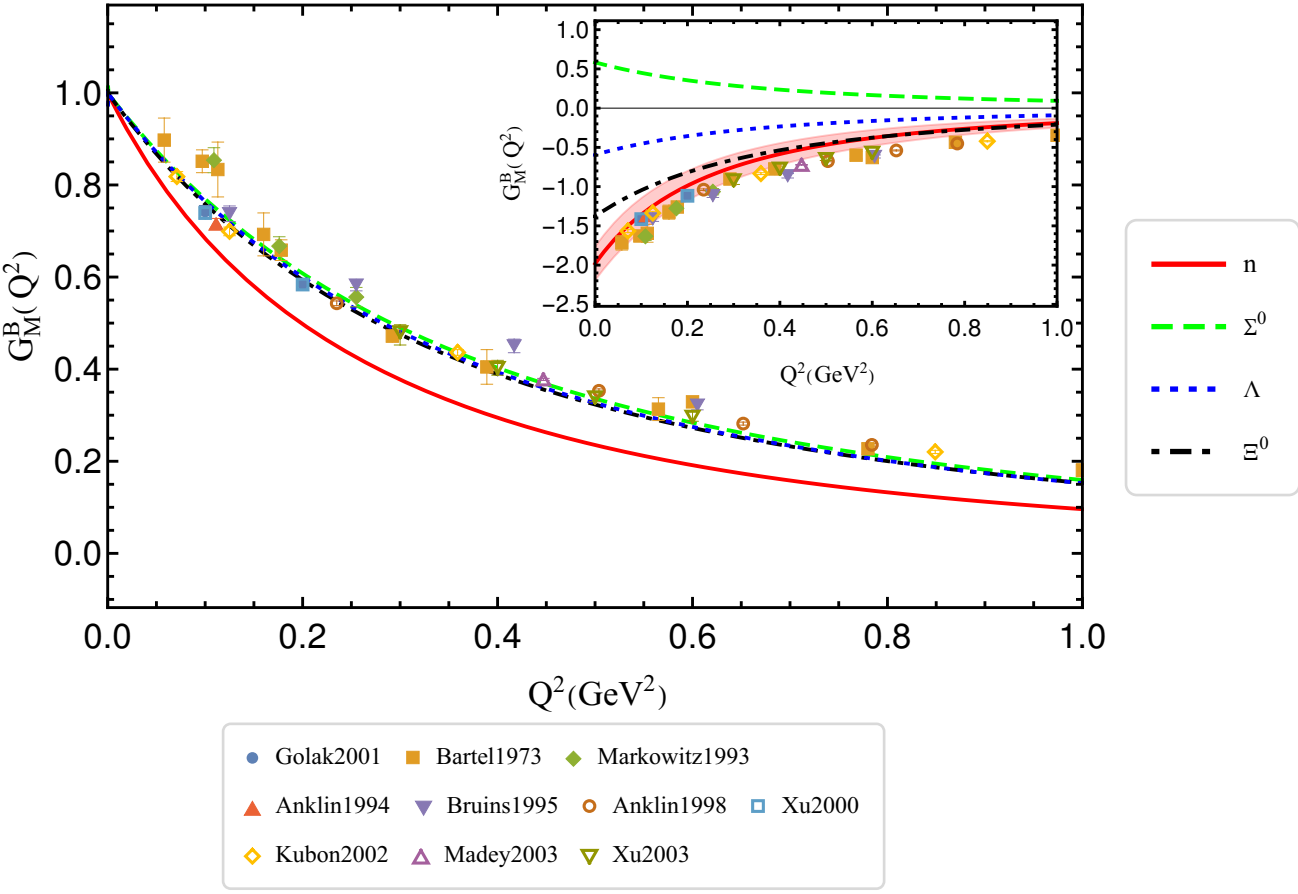 1.0
0.8
0.6
0.4
0.2
0.0
G_M^B(Q^2)
0.0 0.2 0.4 0.6 0.8 1.0
Q^2(GeV^2)
1.0
0.5
0.0
−0.5
−1.0
−1.5
−2.0
−2.5
G_M^B(Q^2)
0.0 0.2 0.4 0.6 0.8 1.0
Q^2(GeV^2)
n
Σ^0
Λ
Ξ^0
Golak2001 Bartel1973 Markowitz1993
Anklin1994 Bruins1995 Anklin1998 Xu2000
Kubon2002 Madey2003 Xu2003